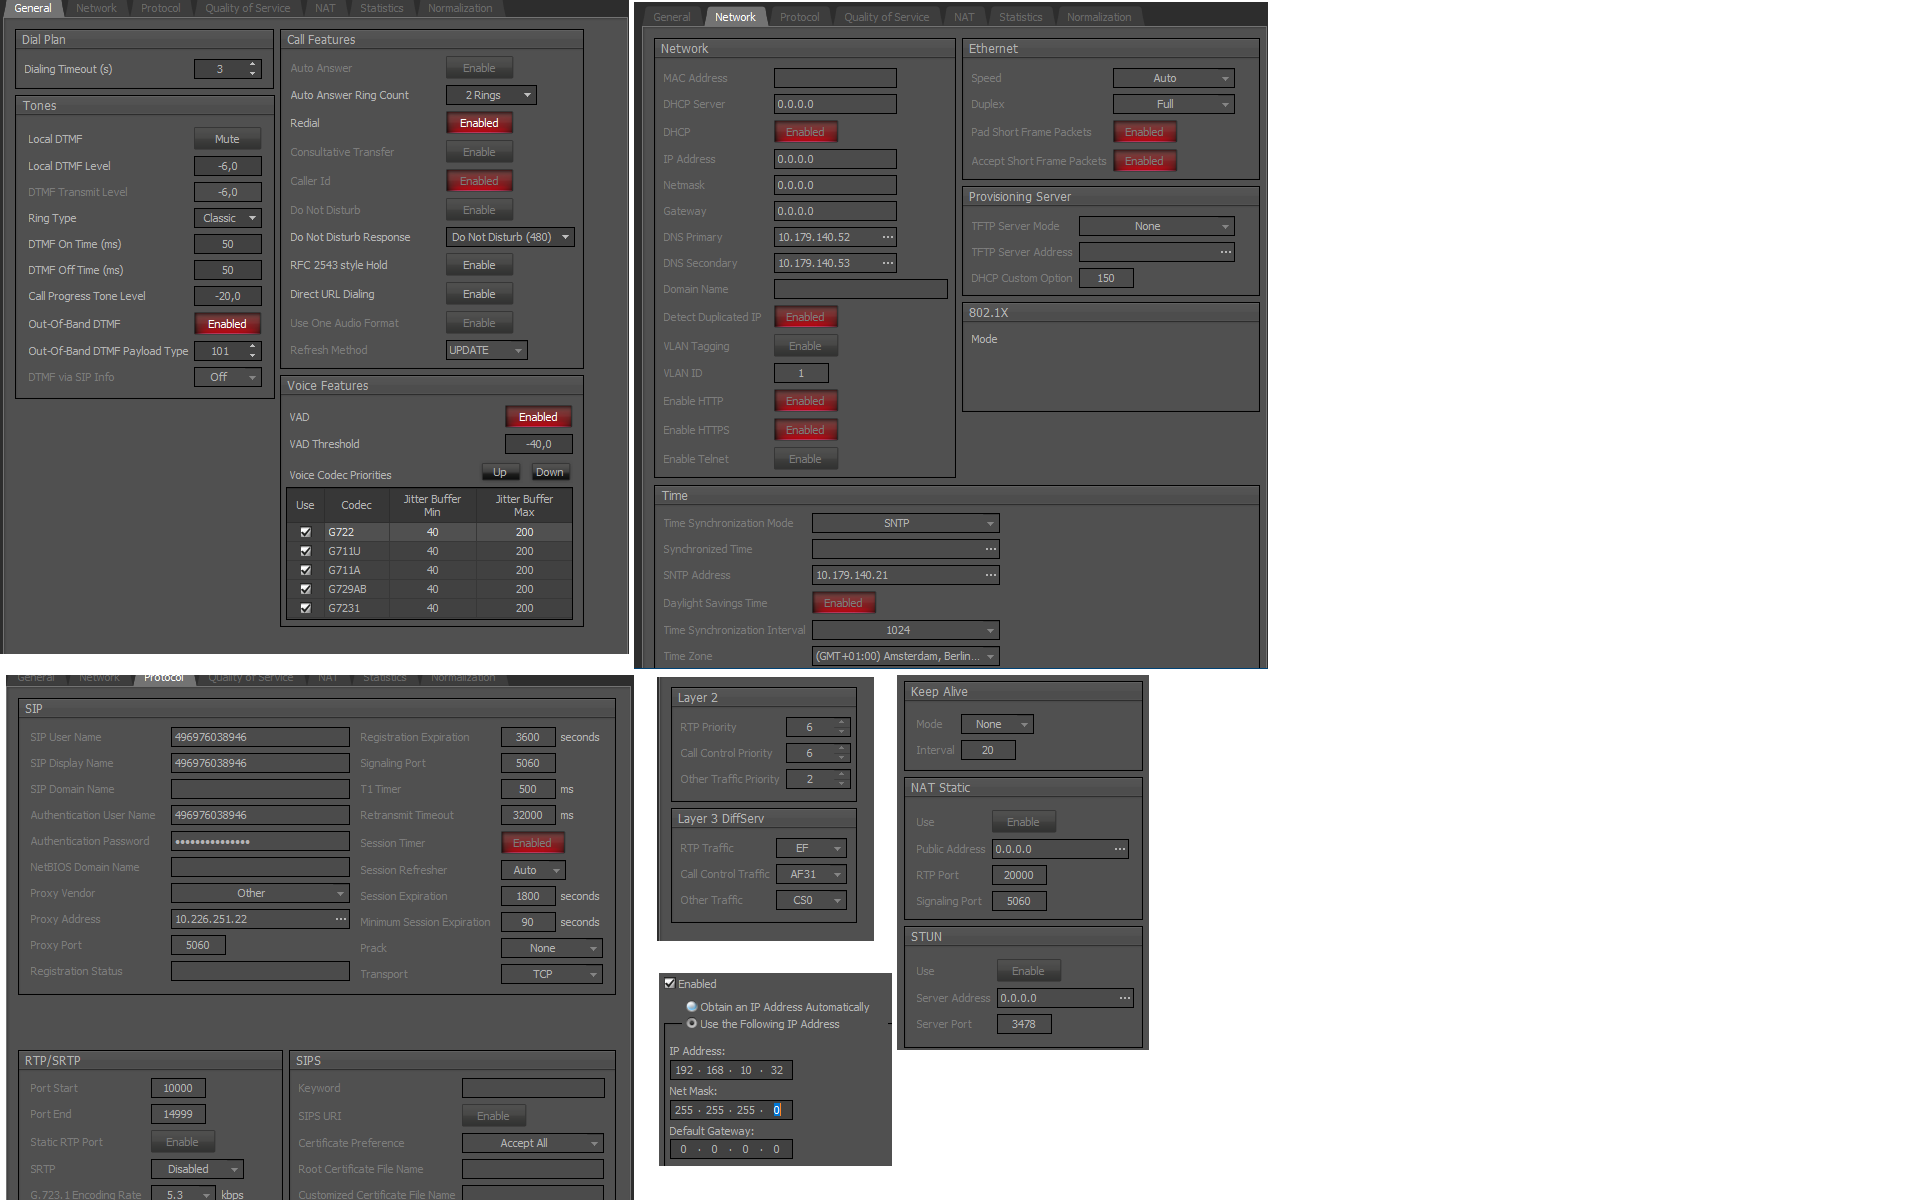 General Network Protocol Quality of Service NAT Statistics Normalization
Dial Plan
Dialing Timeout (s) 3
Tones
Local DTMF Mute
Local DTMF Level -6,0
DTMF Transmit Level -6,0
Ring Type Classic
DTMF On Time (ms) 50
DTMF Off Time (ms) 50
Call Progress Tone Level -20,0
Out-Of-Band DTMF Enabled
Out-Of-Band DTMF Payload Type 101
DTMF via SIP Info Off
Call Features
Auto Answer Enable
Auto Answer Ring Count 2 Rings
Redial Enabled
Consultative Transfer Enable
Caller Id Enabled
Do Not Disturb Enable
Do Not Disturb Response Do Not Disturb (480)
RFC 2543 style Hold Enable
Direct URL Dialing Enable
Use One Audio Format Enable
Refresh Method UPDATE
Voice Features
VAD Enabled
VAD Threshold -40,0
Voice Codec Priorities Up Down
Use Codec Jitter Buffer Min Jitter Buffer Max
G722 40 200
G711U 40 200
G711A 40 200
G729AB 40 200
G7231 40 200
General Network Protocol Quality of Service NAT Statistics Normalization
Network
MAC Address
DHCP Server 0.0.0.0
DHCP Enabled
IP Address 0.0.0.0
Netmask 0.0.0.0
Gateway 0.0.0.0
DNS Primary 10.179.140.52 ...
DNS Secondary 10.179.140.53 ...
Domain Name
Detect Duplicated IP Enabled
VLAN Tagging Enable
VLAN ID 1
Enable HTTP Enabled
Enable HTTPS Enabled
Enable Telnet Enable
Ethernet
Speed Auto
Duplex Full
Pad Short Frame Packets Enabled
Accept Short Frame Packets Enabled
Provisioning Server
TFTP Server Mode None
TFTP Server Address ...
DHCP Custom Option 150
802.1X
Mode
Time
Time Synchronization Mode SNTP
Synchronized Time ...
SNTP Address 10.179.140.21 ...
Daylight Savings Time Enabled
Time Synchronization Interval 1024
Time Zone (GMT+01:00) Amsterdam, Berlin...
General Network Protocol Quality of Service NAT Statistics Normalization
SIP
SIP User Name 496976038946
SIP Display Name 496976038946
SIP Domain Name
Authentication User Name 496976038946
Authentication Password •••••••••••••••
NetBIOS Domain Name
Proxy Vendor Other
Proxy Address 10.226.251.22 ...
Proxy Port 5060
Registration Status
Registration Expiration 3600 seconds
Signaling Port 5060
T1 Timer 500 ms
Retransmit Timeout 32000 ms
Session Timer Enabled
Session Refresher Auto
Session Expiration 1800 seconds
Minimum Session Expiration 90 seconds
Prack None
Transport TCP
RTP/SRTP
Port Start 10000
Port End 14999
Static RTP Port Enable
SRTP Disabled
G.723.1 Encoding Rate 5.3 kbps
SIPS
Keyword
SIPS URI Enable
Certificate Preference Accept All
Root Certificate File Name
Customized Certificate File Name
Layer 2
RTP Priority 6
Call Control Priority 6
Other Traffic Priority 2
Layer 3 DiffServ
RTP Traffic EF
Call Control Traffic AF31
Other Traffic CS0
Enabled
Obtain an IP Address Automatically
Use the Following IP Address
IP Address:
192 . 168 . 10 . 32
Net Mask:
255 . 255 . 255 . 0
Default Gateway:
0 . 0 . 0 . 0
Keep Alive
Mode None
Interval 20
NAT Static
Use Enable
Public Address 0.0.0.0 ...
RTP Port 20000
Signaling Port 5060
STUN
Use Enable
Server Address 0.0.0.0 ...
Server Port 3478